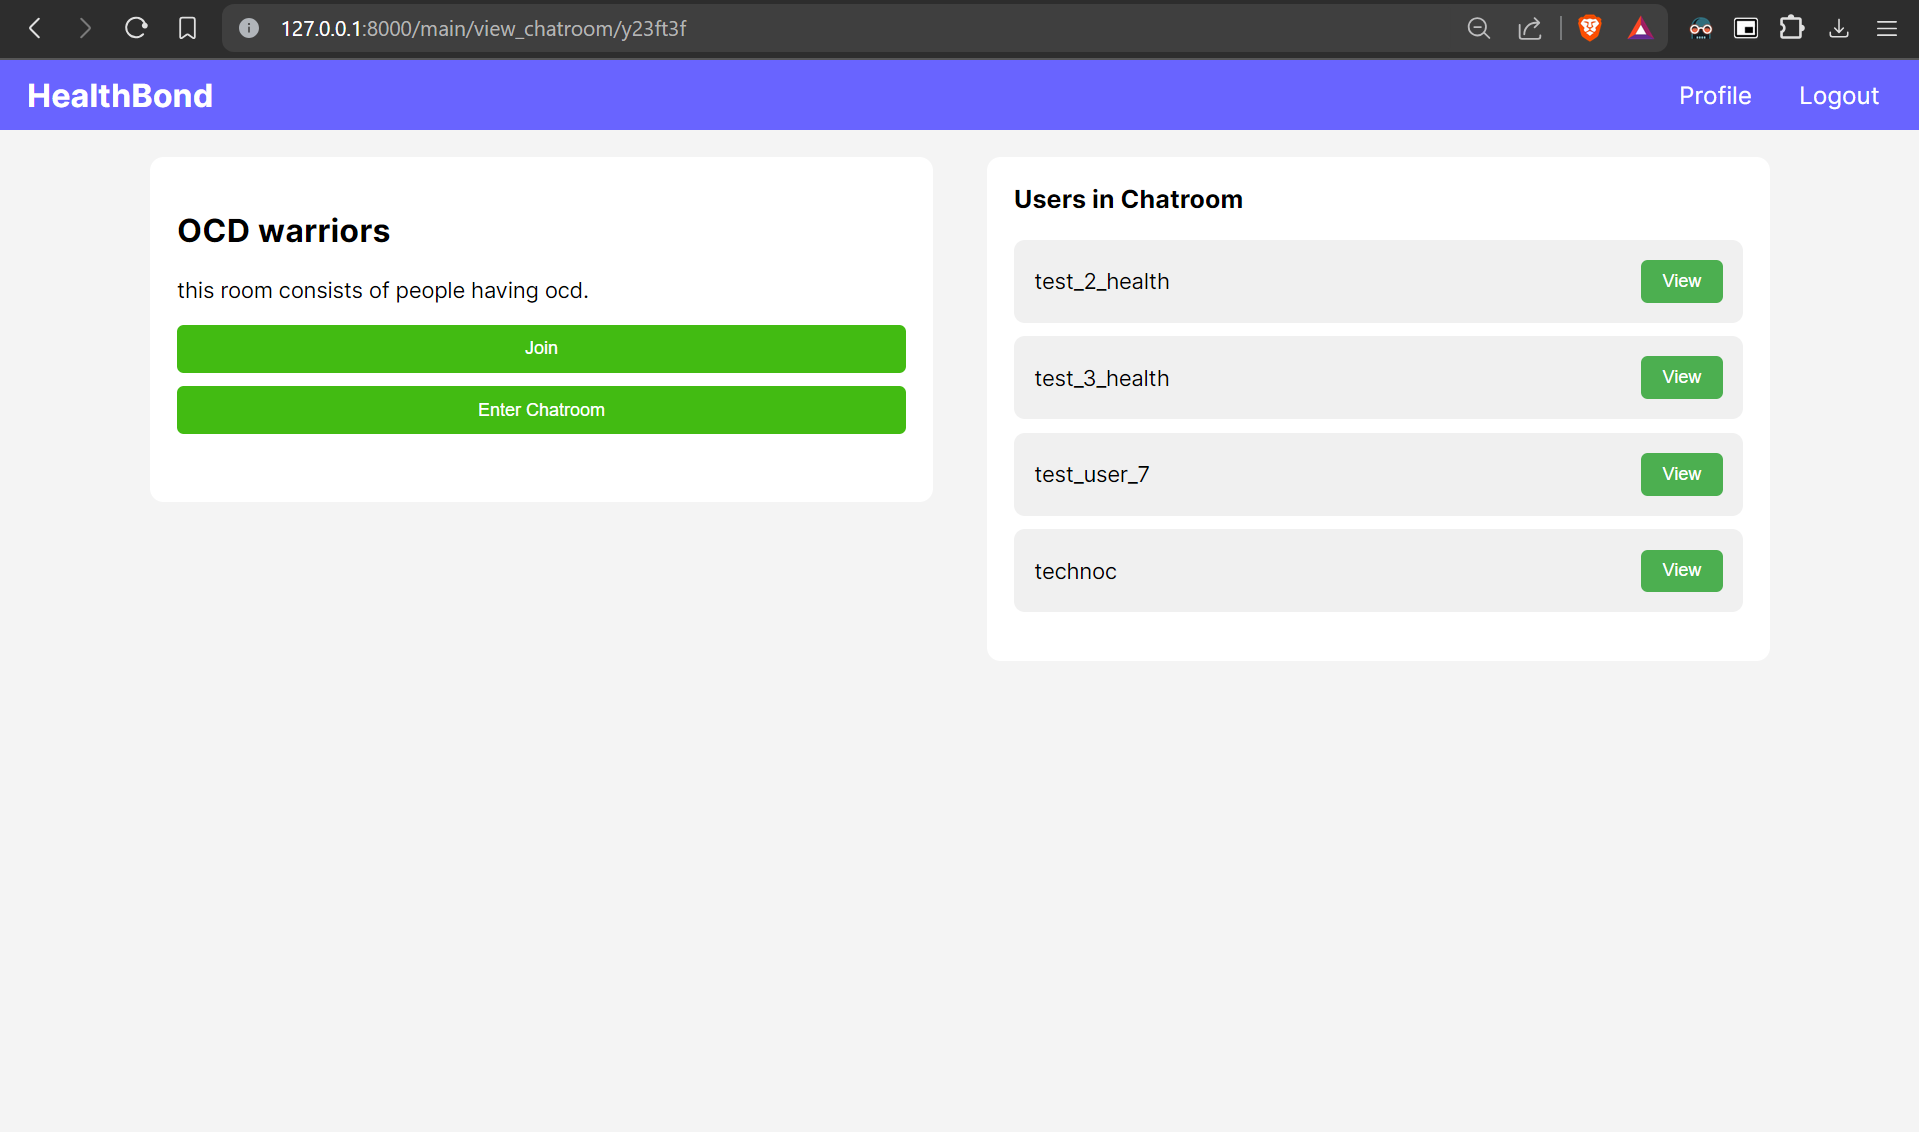 127.0.0.1:8000/main/view_chatroom/y23ft3f
HealthBond
Profile
Logout
OCD warriors
this room consists of people having ocd.
Join
Enter Chatroom
Users in Chatroom
test_2_health
View
test_3_health
View
test_user_7
View
technoc
View